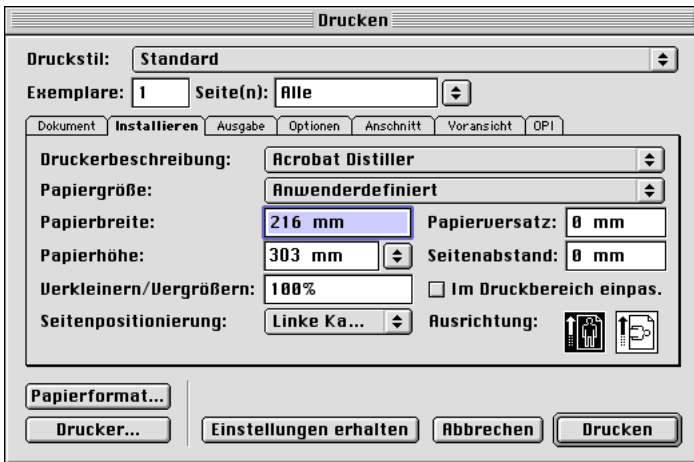 Drucken
Druckstil: Standard
Exemplare: 1 Seite(n): Alle
Dokument Installieren Ausgabe Optionen Anschnitt Voransicht OPI
Druckerbeschreibung: Acrobat Distiller
Papiergröße: Anwenderdefiniert
Papierbreite: 216 mm Papierversatz: 0 mm
Papierhöhe: 303 mm Seitenabstand: 0 mm
Verkleinern/Vergrößern: 100% Im Druckbereich einpas.
Seitenpositionierung: Linke Ka... Ausrichtung:
Papierformat...
Drucker... Einstellungen erhalten Abbrechen Drucken